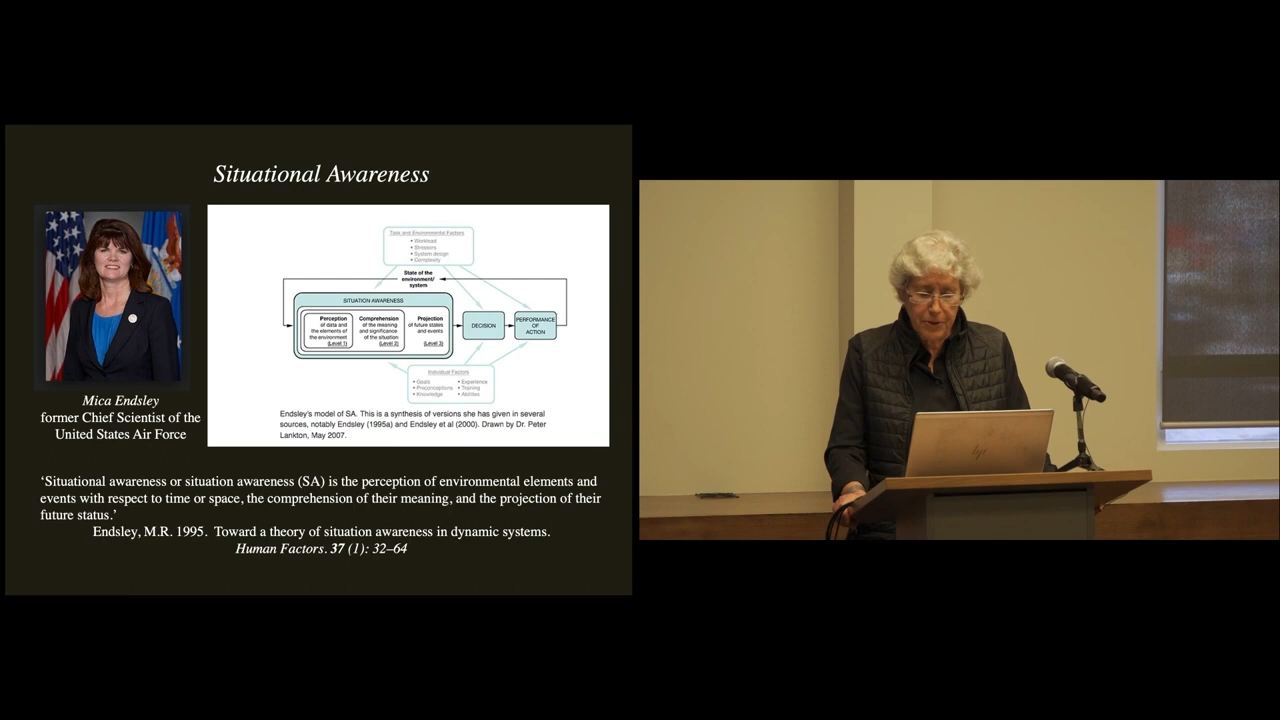 Situational Awareness
Mica Endsley
former Chief Scientist of the
United States Air Force
Task and Environmental Factors
• Workload
• Stressors
• System design
• Complexity
State of the
environment/
system
SITUATION AWARENESS
Perception
of data and
the elements of
the environment
(Level 1)
Comprehension
of the meaning
and significance
of the situation
(Level 2)
Projection
of future states
and events
(Level 3)
DECISION
PERFORMANCE
OF
ACTION
Individual Factors
• Goals
• Preconceptions
• Knowledge
• Experience
• Training
• Abilities
Endsley's model of SA. This is a synthesis of versions she has given in several
sources, notably Endsley (1995a) and Endsley et al (2000). Drawn by Dr. Peter
Lankton, May 2007.
‘Situational awareness or situation awareness (SA) is the perception of environmental elements and
events with respect to time or space, the comprehension of their meaning, and the projection of their
future status.’
Endsley, M.R. 1995. Toward a theory of situation awareness in dynamic systems.
Human Factors. 37 (1): 32–64
hp